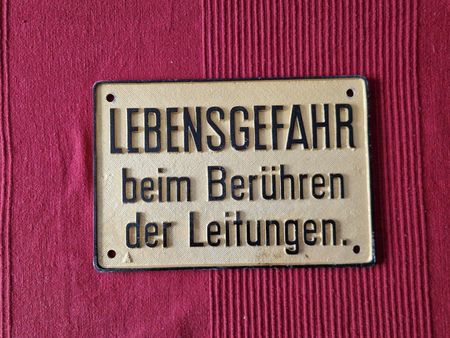 LEBENSGEFAHR
beim Berühren
der Leitungen.